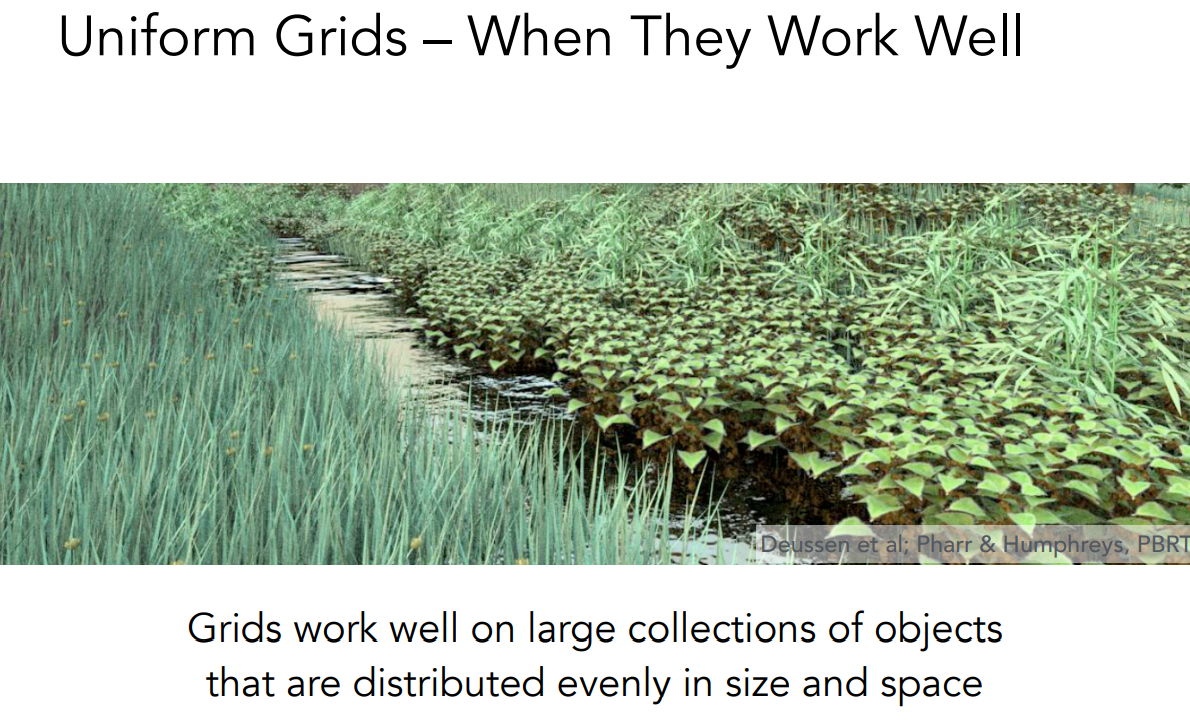 Uniform Grids – When They Work Well
Deussen et al; Pharr & Humphreys, PBRT
Grids work well on large collections of objects
that are distributed evenly in size and space